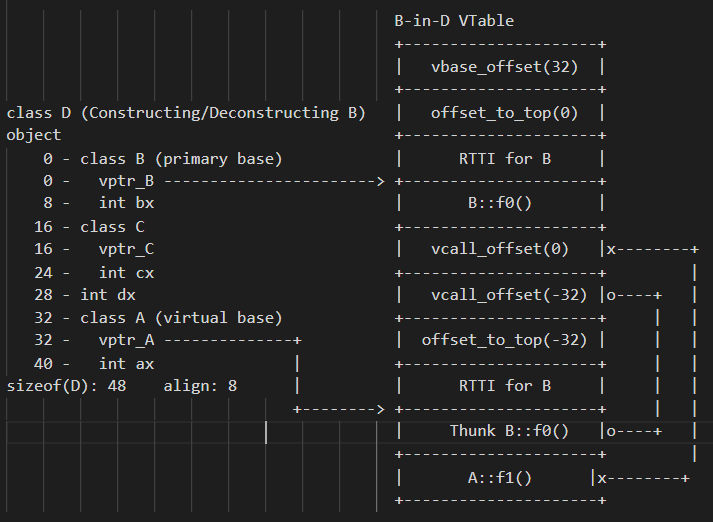 B-in-D VTable
                                          +---------------------+
                                          |   vbase_offset(32)  |
                                          +---------------------+
class D (Constructing/Deconstructing B)   |   offset_to_top(0)  |
object                                    +---------------------+
    0 - class B (primary base)            |      RTTI for B     |
    0 -   vptr_B -----------------------> +---------------------+
    8 -   int bx                          |       B::f0()       |
   16 - class C                           +---------------------+
   16 -   vptr_C                          |   vcall_offset(0)   |x--------+
   24 -   int cx                          +---------------------+         |
   28 - int dx                            |   vcall_offset(-32) |o----+   |
   32 - class A (virtual base)            +---------------------+     |   |
   32 -   vptr_A --------------+          |  offset_to_top(-32) |     |   |
   40 -   int ax               |          +---------------------+     |   |
sizeof(D): 48    align: 8      |          |      RTTI for B     |     |   |
                               +--------> +---------------------+     |   |
                                          |     Thunk B::f0()   |o----+   |
                                          +---------------------+         |
                                          |     A::f1()        |x--------+
                                          +---------------------+